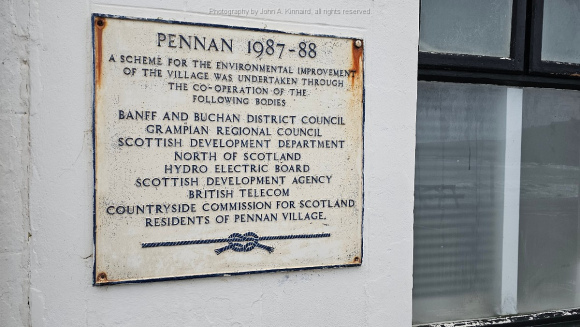 Photography by John A. Kinnaird, all rights reserved
PENNAN 1987-88
A SCHEME FOR THE ENVIRONMENTAL IMPROVEMENT
OF THE VILLAGE WAS UNDERTAKEN THROUGH
THE CO-OPERATION OF THE
FOLLOWING BODIES
BANFF AND BUCHAN DISTRICT COUNCIL
GRAMPIAN REGIONAL COUNCIL
SCOTTISH DEVELOPMENT DEPARTMENT
NORTH OF SCOTLAND
HYDRO ELECTRIC BOARD
SCOTTISH DEVELOPMENT AGENCY
BRITISH TELECOM
COUNTRYSIDE COMMISSION FOR SCOTLAND
RESIDENTS OF PENNAN VILLAGE.